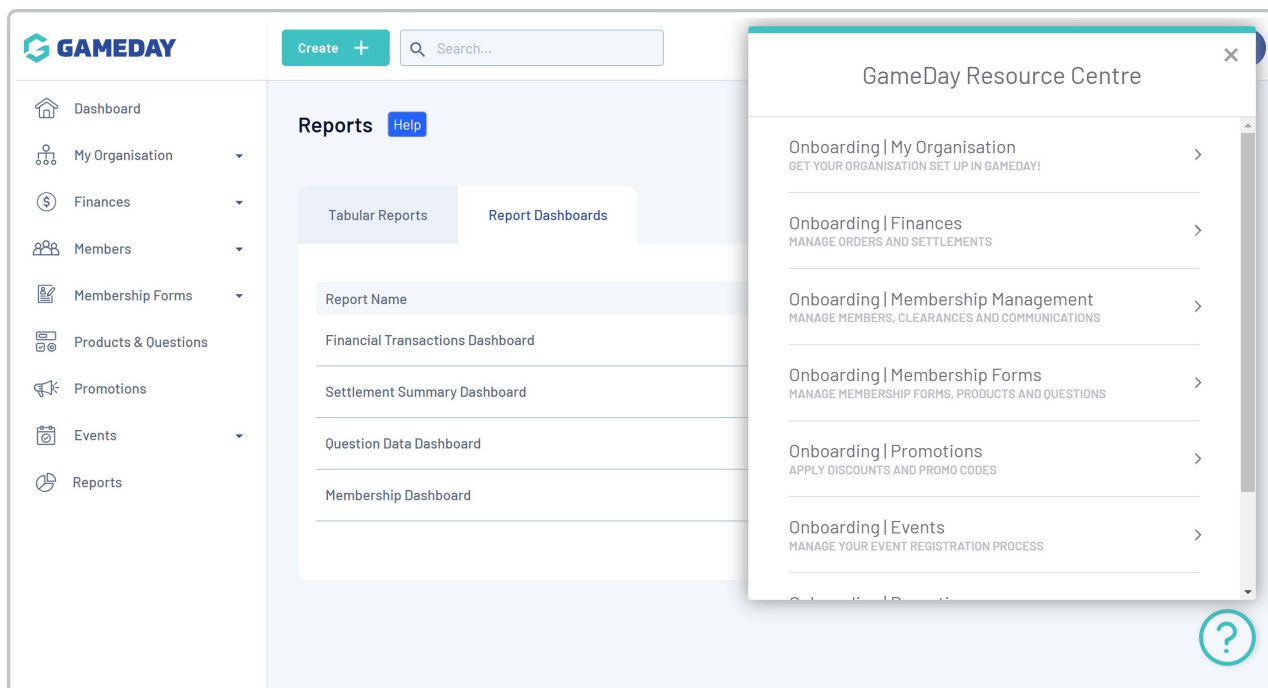 GAMEDAY
Create +
Search...
Dashboard
My Organisation
Finances
Members
Membership Forms
Products & Questions
Promotions
Events
Reports
Reports
Help
Tabular Reports
Report Dashboards
Report Name
Financial Transactions Dashboard
Settlement Summary Dashboard
Question Data Dashboard
Membership Dashboard
GameDay Resource Centre
Onboarding | My Organisation
GET YOUR ORGANISATION SET UP IN GAMEDAY!
Onboarding | Finances
MANAGE ORDERS AND SETTLEMENTS
Onboarding | Membership Management
MANAGE MEMBERS, CLEARANCES AND COMMUNICATIONS
Onboarding | Membership Forms
MANAGE MEMBERSHIP FORMS, PRODUCTS AND QUESTIONS
Onboarding | Promotions
APPLY DISCOUNTS AND PROMO CODES
Onboarding | Events
MANAGE YOUR EVENT REGISTRATION PROCESS
?